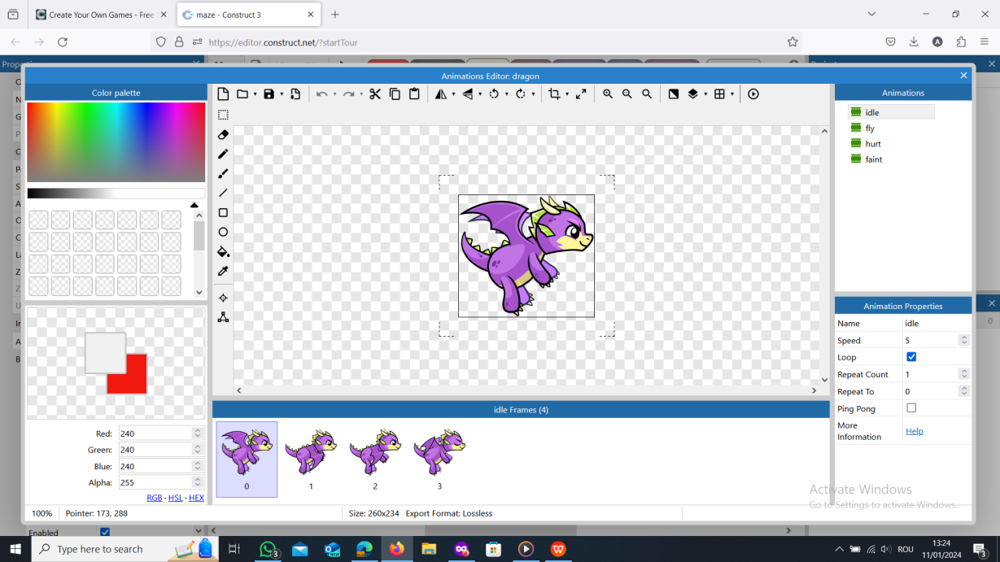 Create Your Own Games - Free
maze - Construct 3
https://editor.construct.net/?startTour
Animations Editor: dragon
Color palette
Animations
idle
fly
hurt
faint
Animation Properties
Name idle
Speed 5
Loop
Repeat Count 1
Repeat To 0
Ping Pong
More Information Help
idle Frames (4)
0 1 2 3
Red: 240
Green: 240
Blue: 240
Alpha: 255
RGB - HSL - HEX
100% Pointer: 173, 288 Size: 260x234 Export Format: Lossless
Activate Windows
Go to Settings to activate Windows.
Enabled
Type here to search
3
ROU
13:24
11/01/2024
3